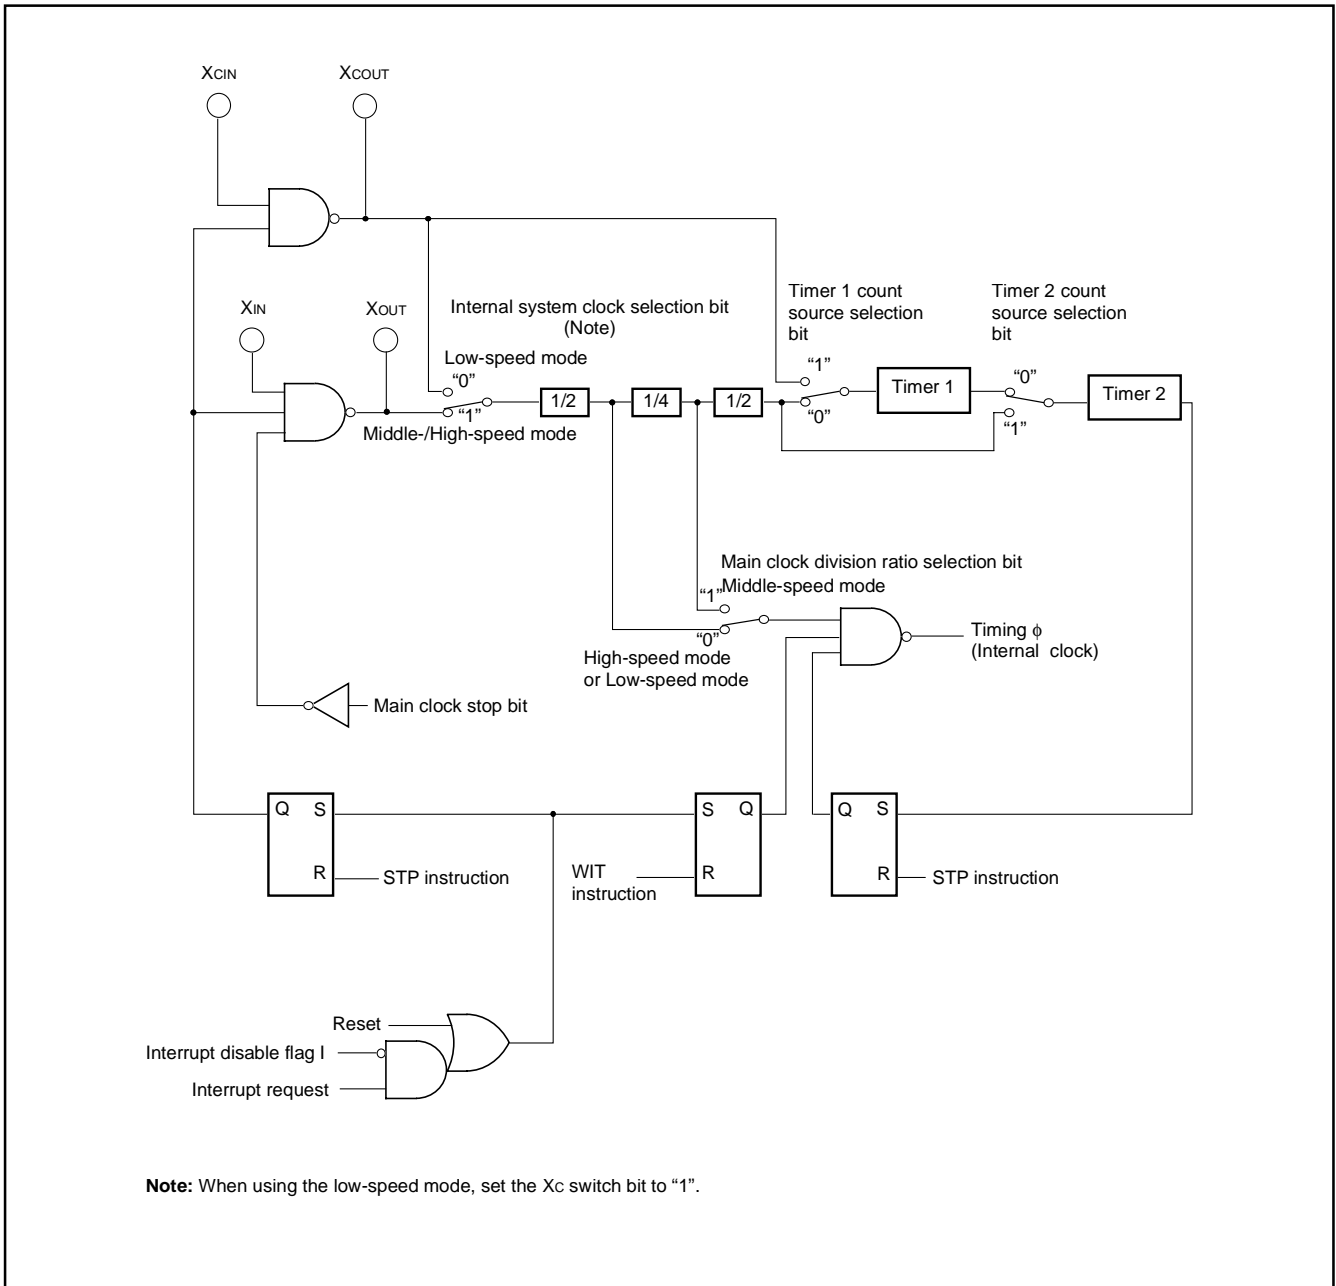 XCIN
XCOUT
XIN
XOUT
Internal system clock selection bit
(Note)
Low-speed mode
“0”
“1”
Middle-/High-speed mode
1/2
1/4
1/2
Timer 1 count
source selection
bit
“1”
“0”
Timer 1
Timer 2 count
source selection
bit
“0”
“1”
Timer 2
Main clock division ratio selection bit
“1”
Middle-speed mode
“0”
High-speed mode
or Low-speed mode
Timing ϕ
(Internal clock)
Main clock stop bit
Q S
R
STP instruction
S Q
R
WIT
instruction
Q S
R
STP instruction
Reset
Interrupt disable flag I
Interrupt request
Note: When using the low-speed mode, set the XC switch bit to “1”.